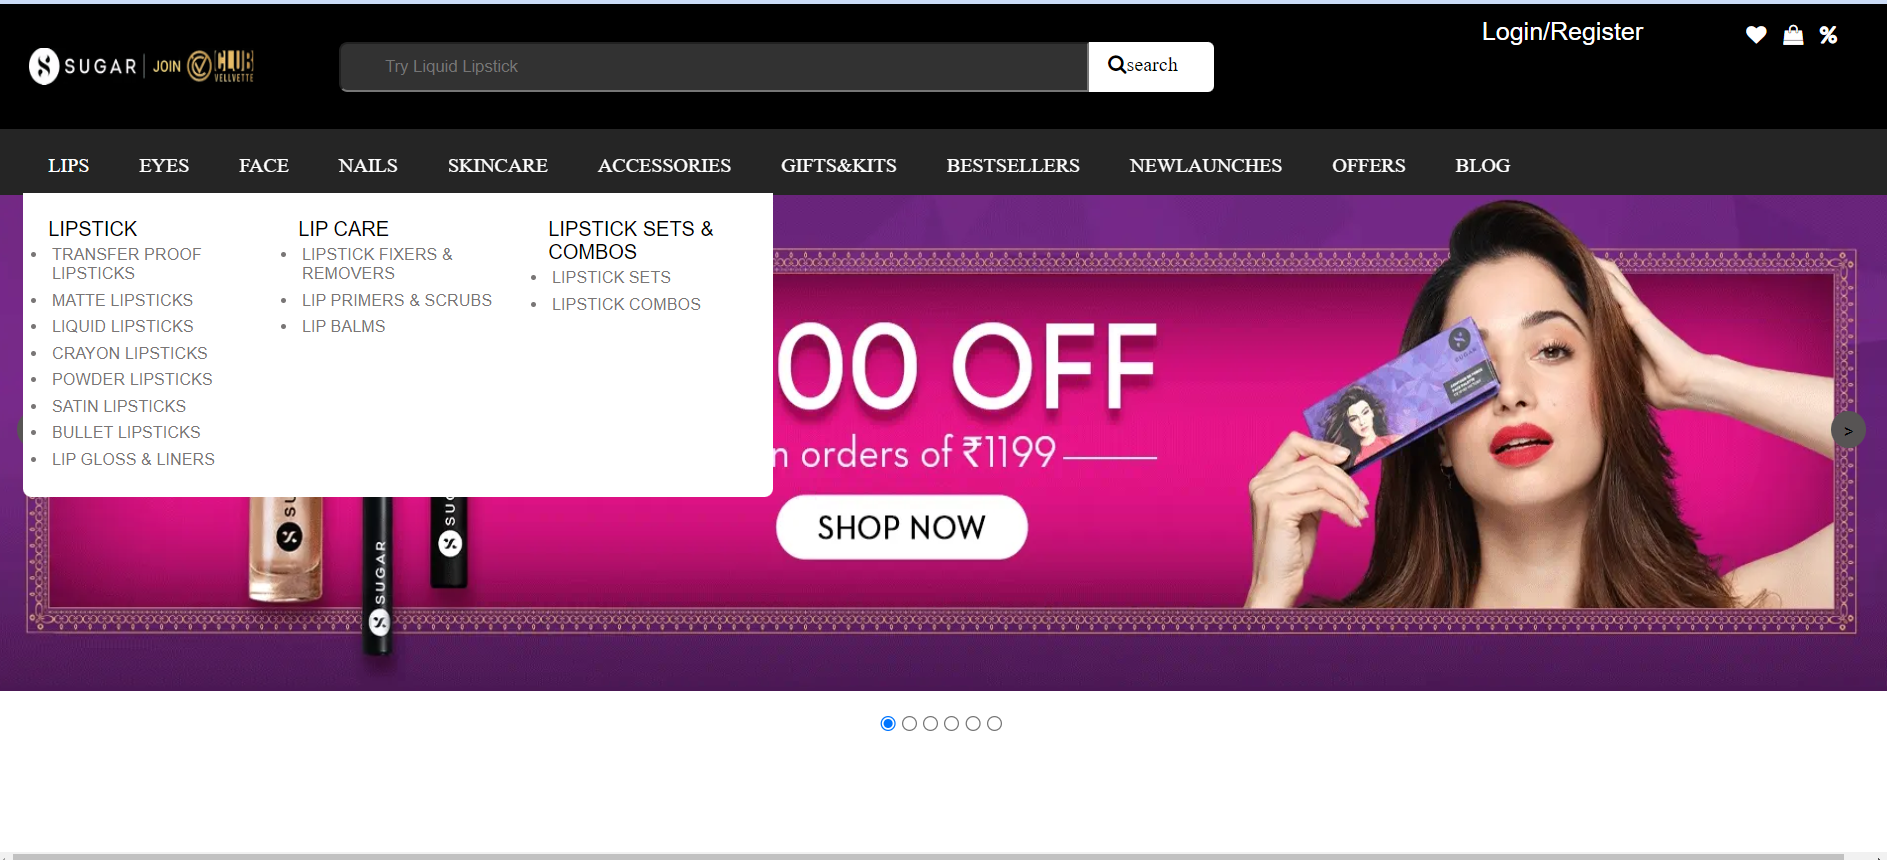 Login/Register
SUGAR JOIN CLUB
VELLVETTE
Try Liquid Lipstick
search
LIPS EYES FACE NAILS SKINCARE ACCESSORIES GIFTS&KITS BESTSELLERS NEWLAUNCHES OFFERS BLOG
LIPSTICK
TRANSFER PROOF
LIPSTICKS
MATTE LIPSTICKS
LIQUID LIPSTICKS
CRAYON LIPSTICKS
POWDER LIPSTICKS
SATIN LIPSTICKS
BULLET LIPSTICKS
LIP GLOSS & LINERS
LIP CARE
LIPSTICK FIXERS &
REMOVERS
LIP PRIMERS & SCRUBS
LIP BALMS
LIPSTICK SETS &
COMBOS
LIPSTICK SETS
LIPSTICK COMBOS
00 OFF
n orders of ₹1199
SHOP NOW
SU
SUGAR
SUG
SUGAR
>